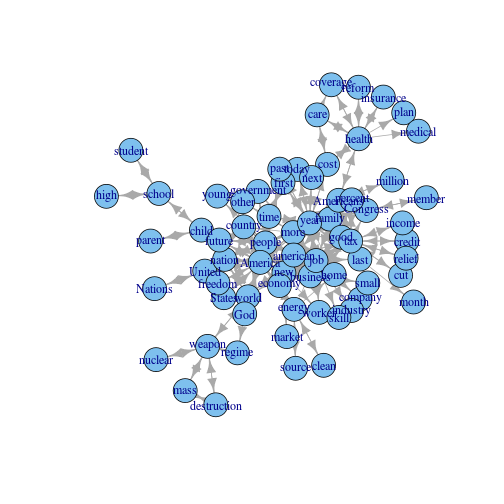 coverage
reform
insurance
care
plan
medical
health
student
cost
past
today
next
first
million
high
school
young
government
other
Americans
percent
Congress
member
time
year
family
income
parent
child
future
country
more
people
good
tax
credit
nation
America
american
job
last
relief
Nations
United
freedom
new
business
home
cut
economy
small
States
world
company
month
God
energy
worker
industry
skill
weapon
regime
market
nuclear
source
clean
mass
destruction